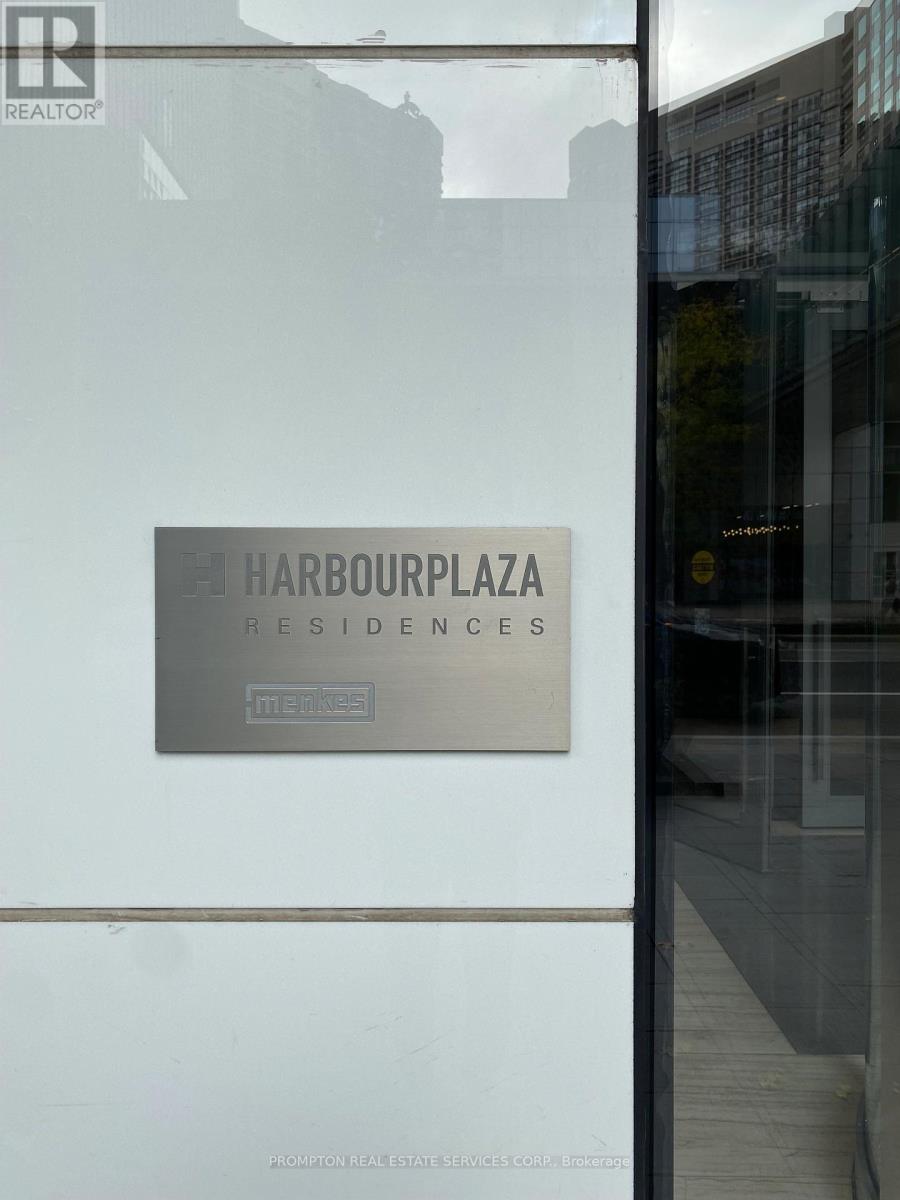 REALTOR®
HARBOURPLAZA
RESIDENCES
menkes
PROMPTON REAL ESTATE SERVICES CORP., Brokerage